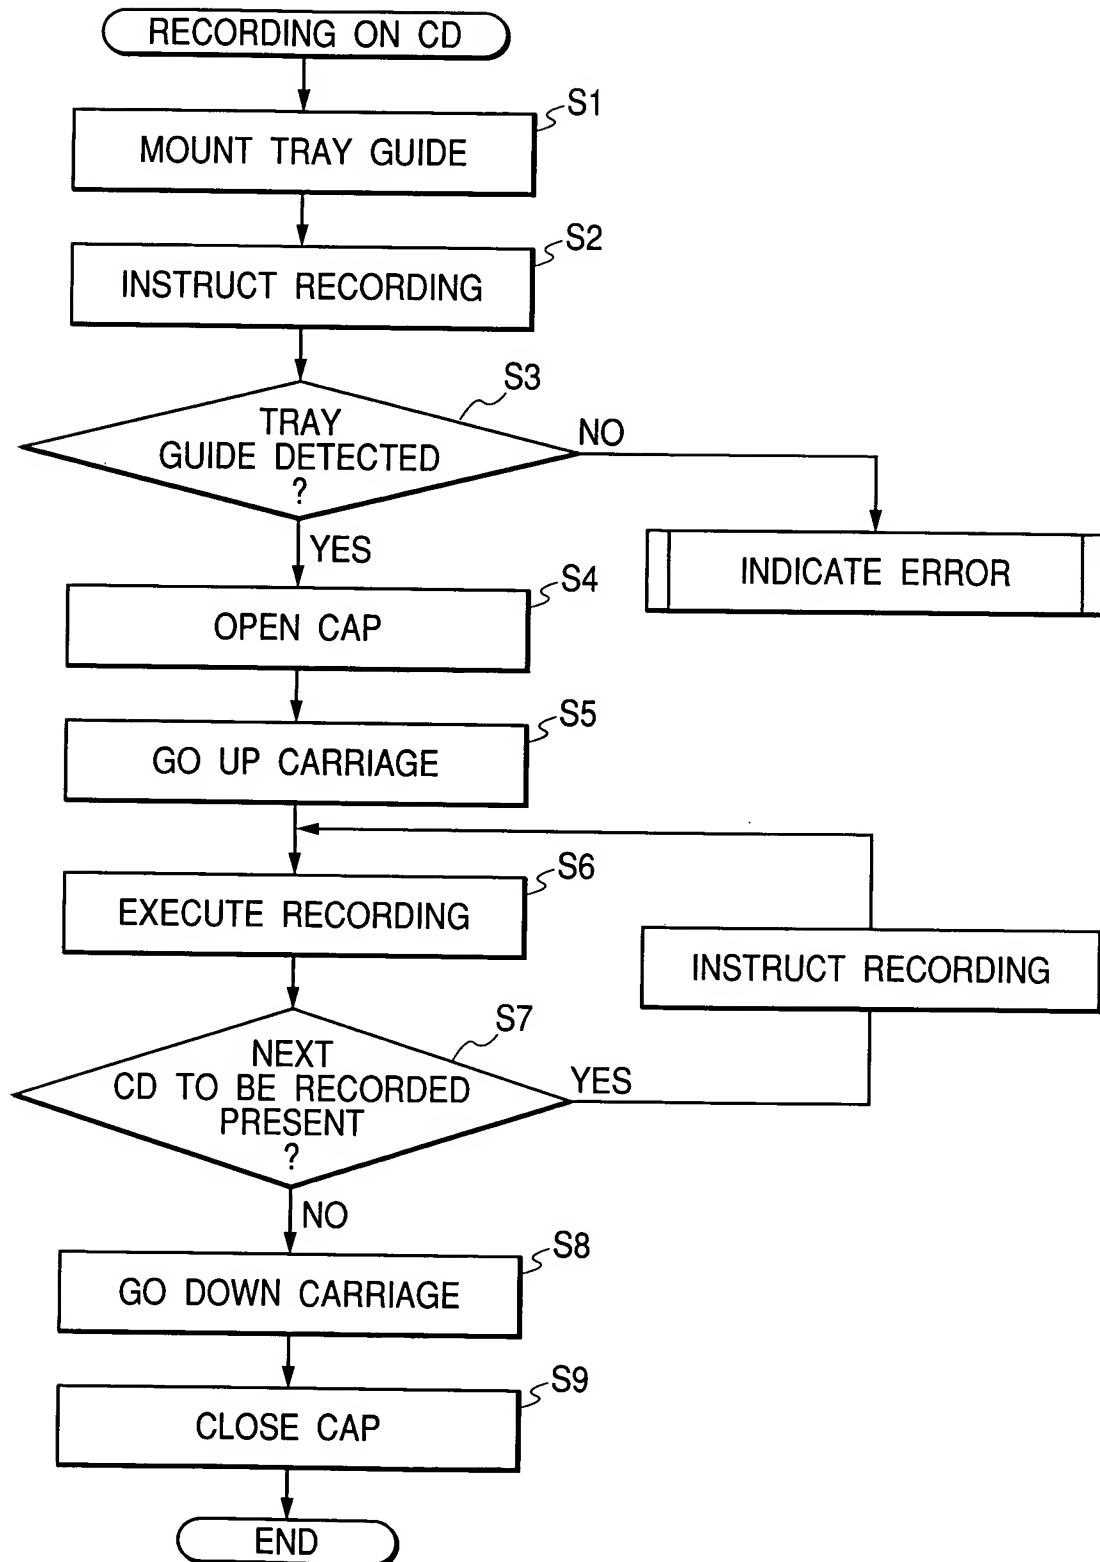 RECORDING ON CD
S1
MOUNT TRAY GUIDE
S2
INSTRUCT RECORDING
S3
TRAY
GUIDE DETECTED
?
NO
YES
INDICATE ERROR
S4
OPEN CAP
S5
GO UP CARRIAGE
S6
EXECUTE RECORDING
INSTRUCT RECORDING
S7
NEXT
CD TO BE RECORDED
PRESENT
?
YES
NO
S8
GO DOWN CARRIAGE
S9
CLOSE CAP
END